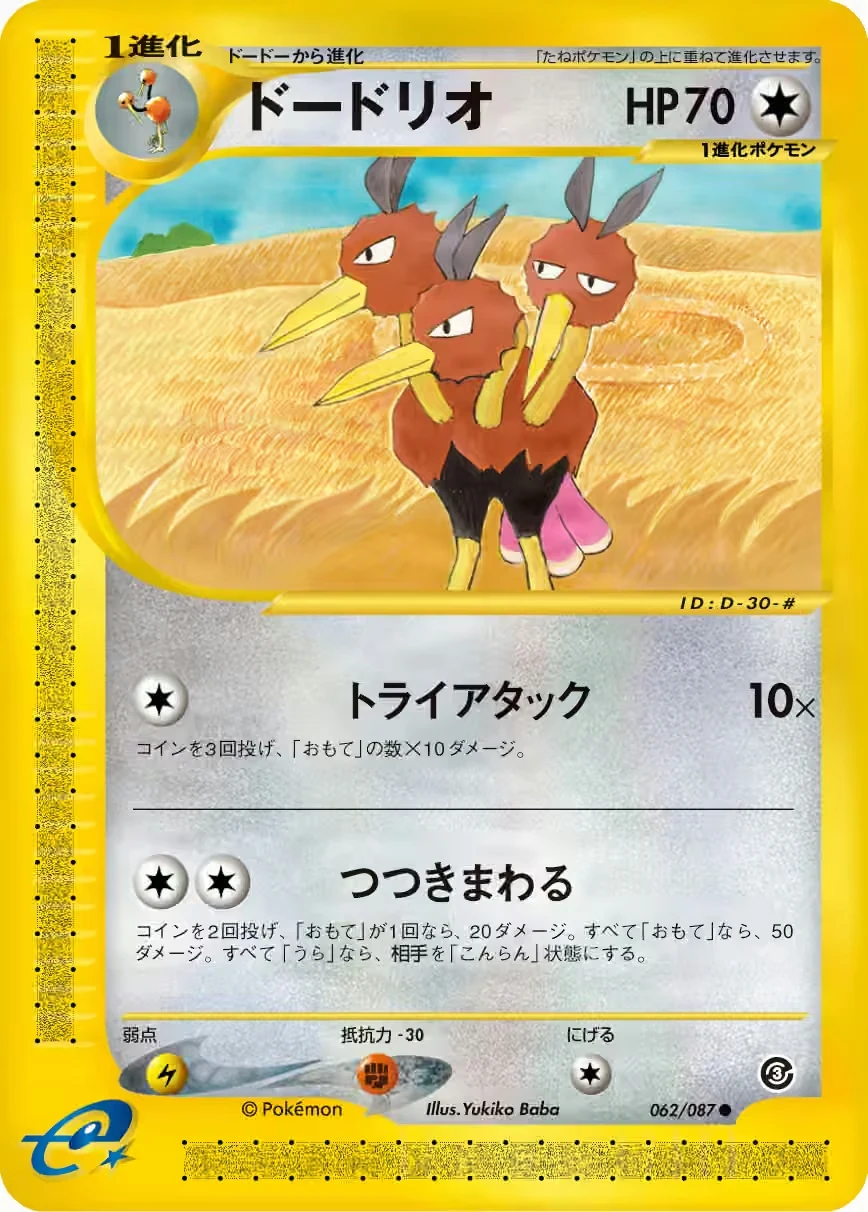 1進化
ドードーから進化
「たねポケモン」の上に重ねて進化させます。
ドードリオ
HP70
1進化ポケモン
ID:D-30-#
トライアタック 10×
コインを3回投げ、「おもて」の数×10ダメージ。
つつきまわる
コインを2回投げ、「おもて」が1回なら、20ダメージ。すべて「おもて」なら、50
ダメージ。すべて「うら」なら、相手を「こんらん」状態にする。
弱点 抵抗力 -30 にげる
3
© Pokémon Illus.Yukiko Baba 062/087●
e